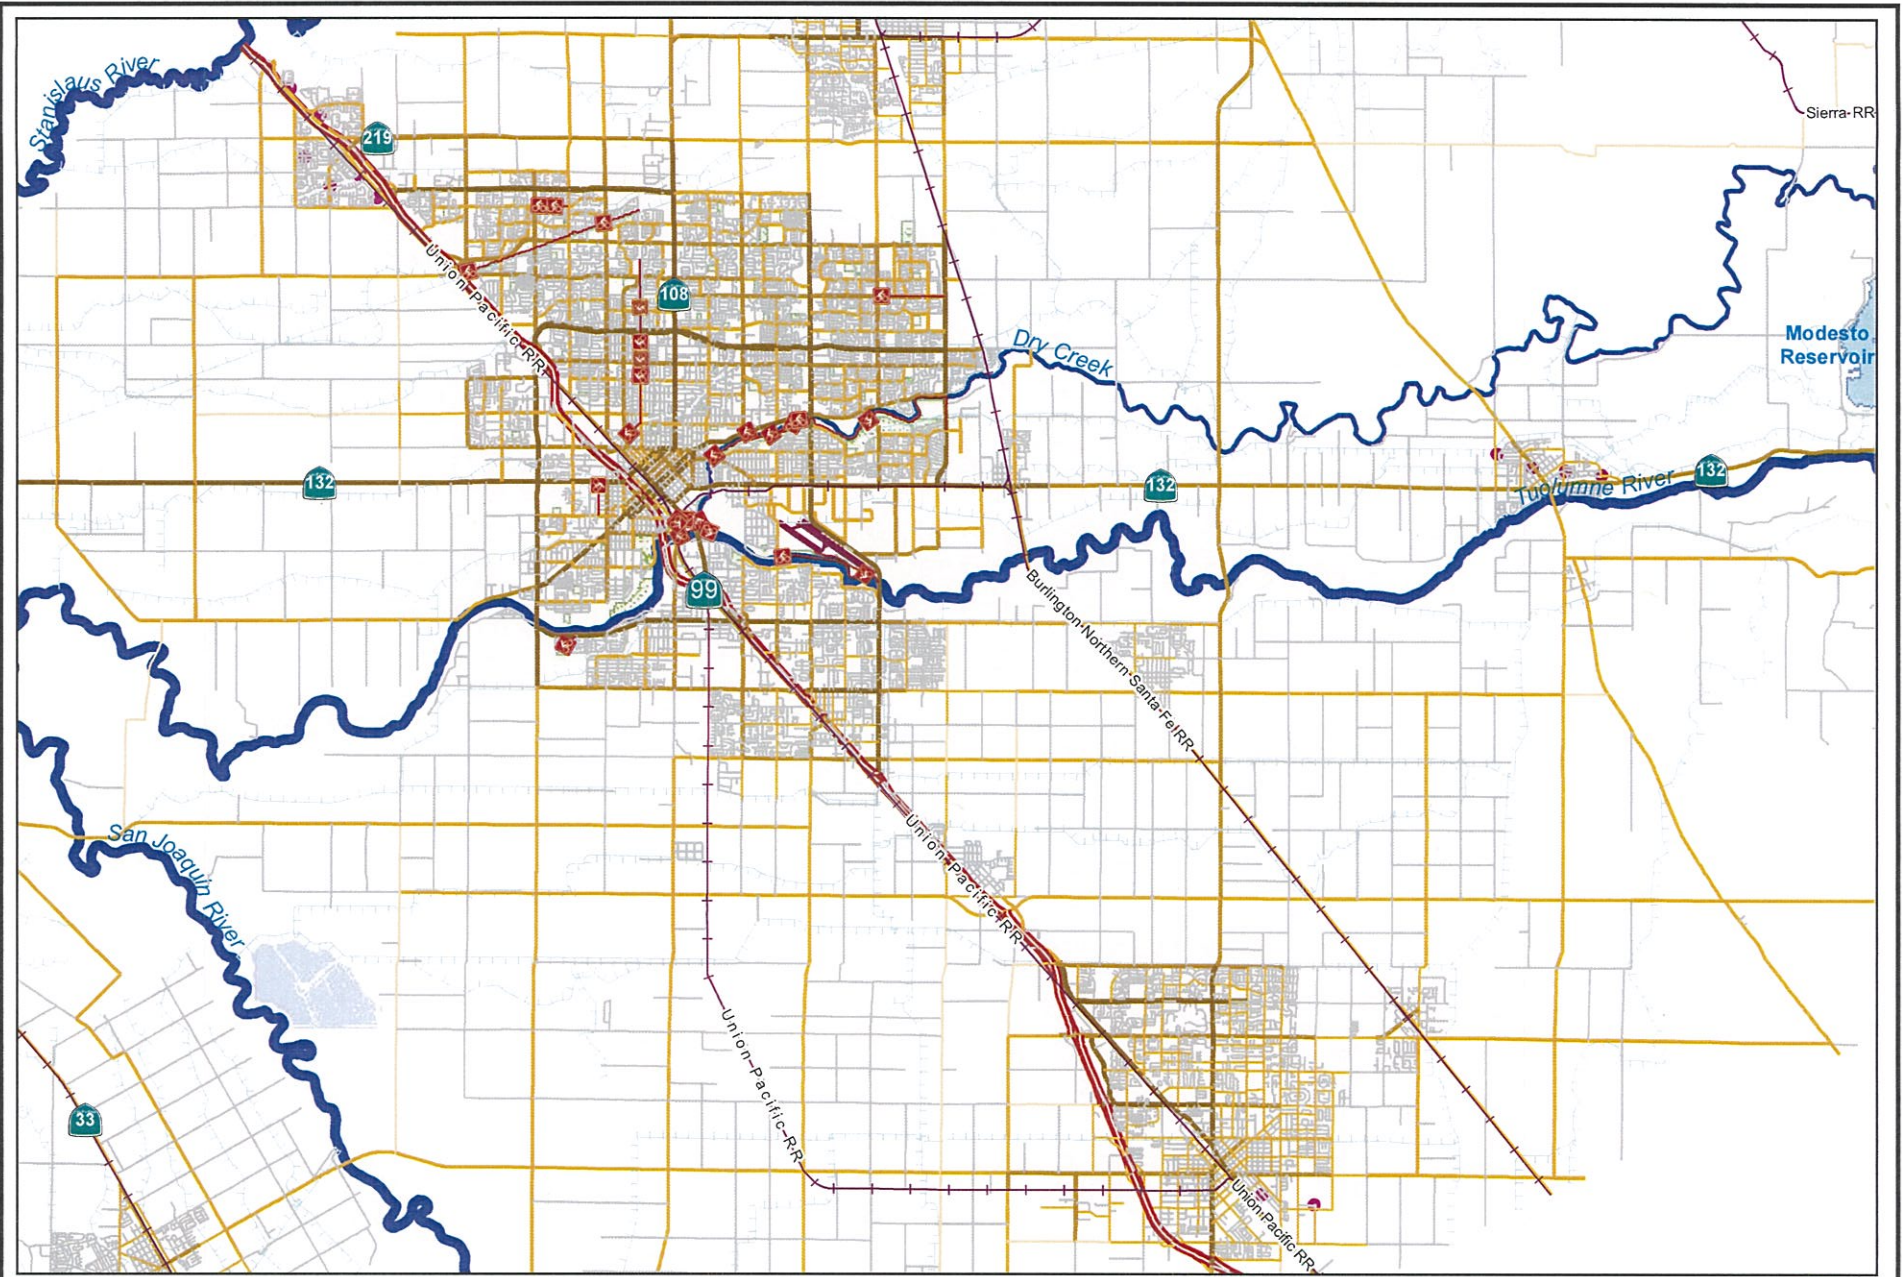 Stanislaus River
219
Sierra RR
Union Pacific RR
108
Dry Creek
Modesto
Reservoir
132
132
132
Tuolumne River
99
Burlington Northern Santa Fe RR
Union Pacific RR
San Joaquin River
Union Pacific RR
33
Union Pacific RR